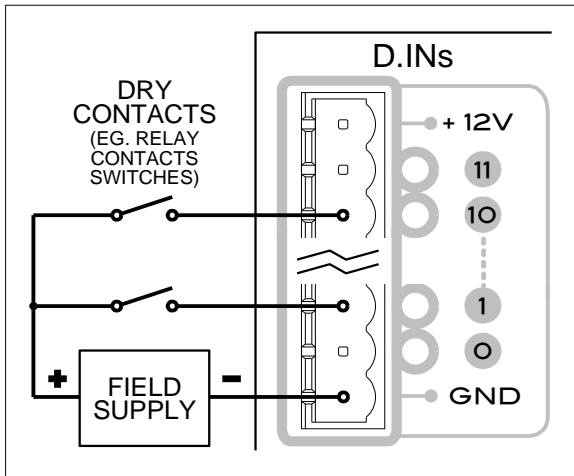 D.INs
DRY
CONTACTS
(EG. RELAY
CONTACTS
SWITCHES)
+ 12V
11
10
1
0
+
FIELD
SUPPLY
-
GND